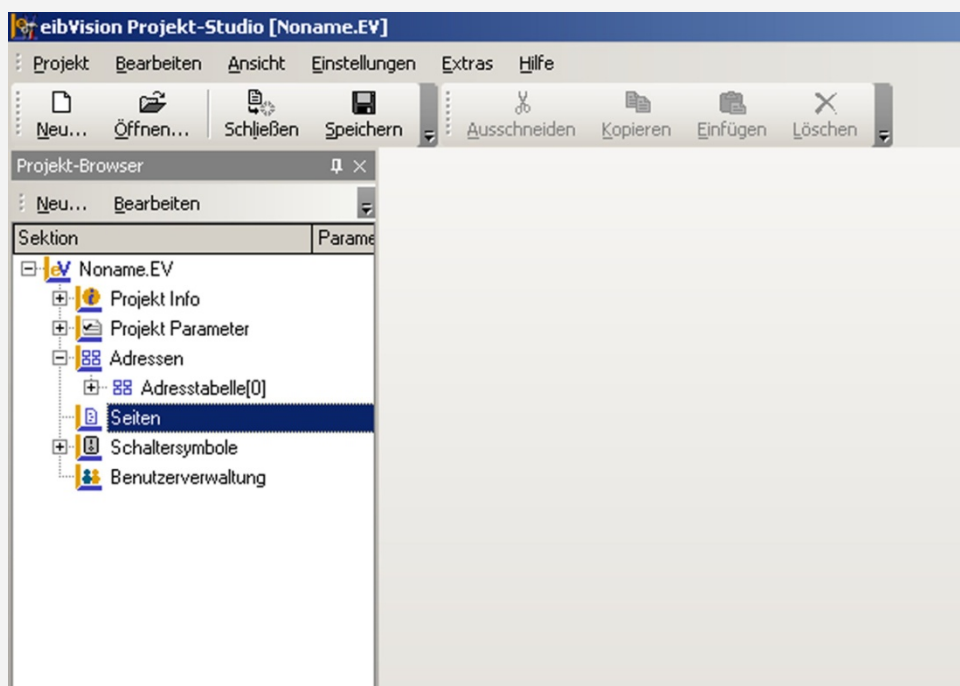 eibVision Projekt-Studio [Noname.EV]
Projekt Bearbeiten Ansicht Einstellungen Extras Hilfe
Neu... Öffnen... Schließen Speichern Ausschneiden Kopieren Einfügen Löschen
Projekt-Browser
Neu... Bearbeiten
Sektion Parame
eV Noname.EV
Projekt Info
Projekt Parameter
Adressen
Adresstabelle[0]
Seiten
Schaltersymbole
Benutzerverwaltung